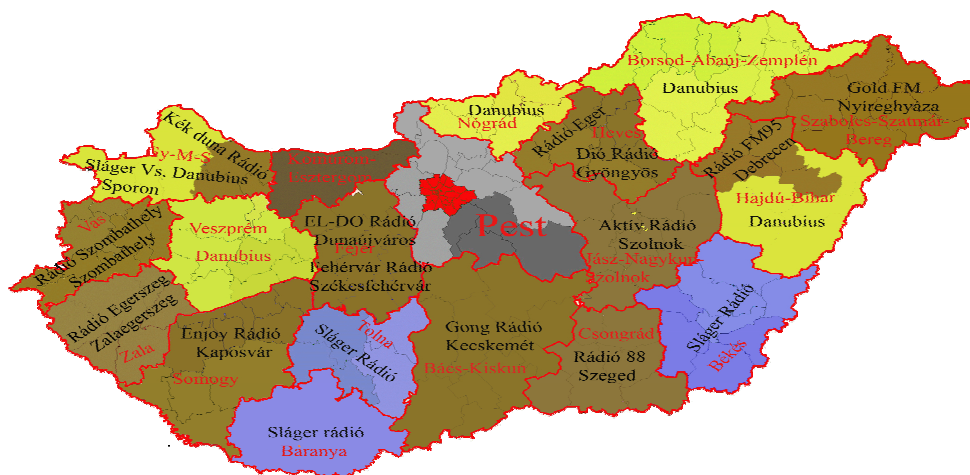 Borsod-Abaúj-Zemplén
Danubius
Gold FM
Nyíreghyàza
Szabolcs-Szatmár-
Bereg
Danubius
Nógrád
Rádió Eger
Heves
Dió Rádió
Gyöngyös
Rádió FM95
Debrecen
Hajdú-Bihar
Danubius
Kék duna Rádió
Gy-M-S
Sláger Vs. Danubius
Sporon
Komárom-
Esztergom
Pest
Vas
Rádió Szombathely
Szombathely
Veszprém
Danubius
EL-DO Rádió
Dunaújváros
Fejér
Fehérvár Rádió
Székesfehérvár
Aktív Rádió
Szolnok
Jász-Nagykun-
Szolnok
Rádió Egerszeg
Zalaegerszeg
Zala
Enjoy Rádió
Kaposvár
Somogy
Tolna
Sláger Rádió
Gong Rádió
Kecskemét
Bács-Kiskun
Csongrád
Rádió 88
Szeged
Sláger Rádió
Békés
Sláger rádió
Baranya